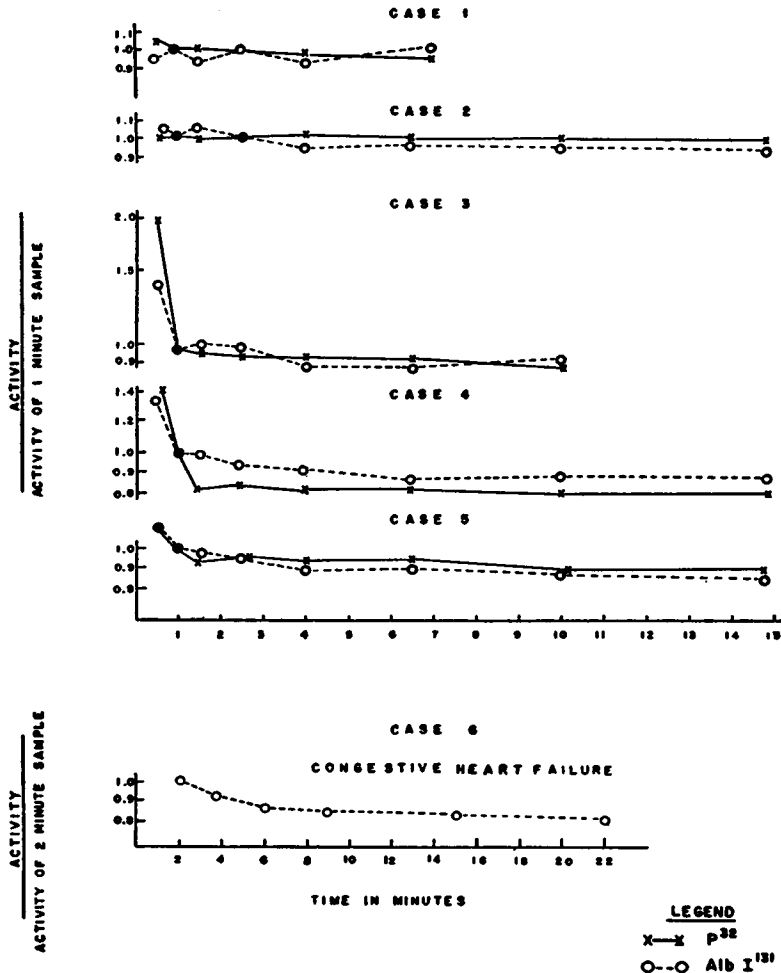 CASE 1
1.1
1.0
0.9
CASE 2
1.1
1.0
0.9
CASE 3
2.0
1.5
1.0
0.9
CASE 4
1.4
1.2
1.0
0.9
0.8
CASE 5
1.0
0.9
0.8
ACTIVITY
ACTIVITY OF 1 MINUTE SAMPLE
1 2 3 4 5 6 7 8 9 10 11 12 13 14 15
CASE 6
CONGESTIVE HEART FAILURE
1.0
0.9
0.8
ACTIVITY
ACTIVITY OF 2 MINUTE SAMPLE
2 4 6 8 10 12 14 16 18 20 22
TIME IN MINUTES
LEGEND
X—X P³²
O--O Alb I¹³¹